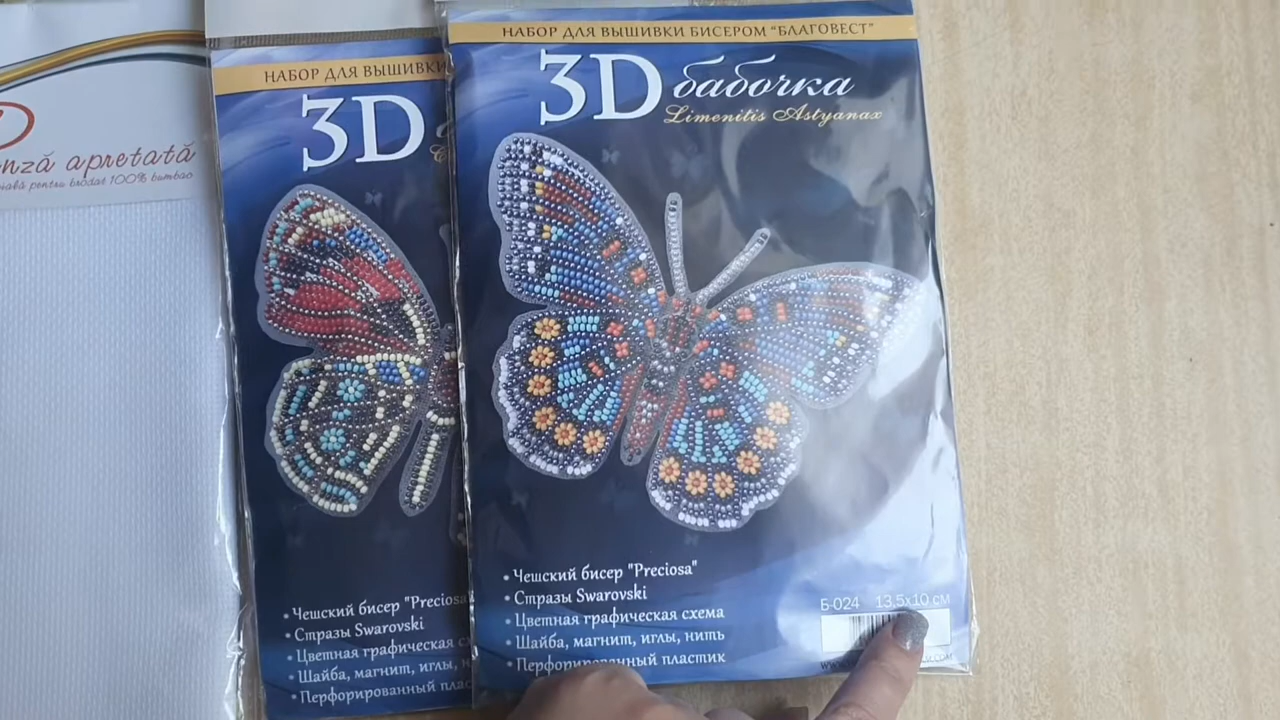 nză apretată
ială pentru brodat 100% bumbac
НАБОР ДЛЯ ВЫШИВКИ
3D
• Чешский бисер "Preciosa
• Стразы Swarovski
• Цветная графическая с
• Шайба, магнит, иглы, н
• Перфорированный плас
НАБОР ДЛЯ ВЫШИВКИ БИСЕРОМ "БЛАГОВЕСТ"
3D бабочка
Limenitis Astyanax
• Чешский бисер "Preciosa"
• Стразы Swarovski
• Цветная графическая схема
• Шайба, магнит, иглы, нить
• Перфорированный пластик
Б-024 13,5x10 см